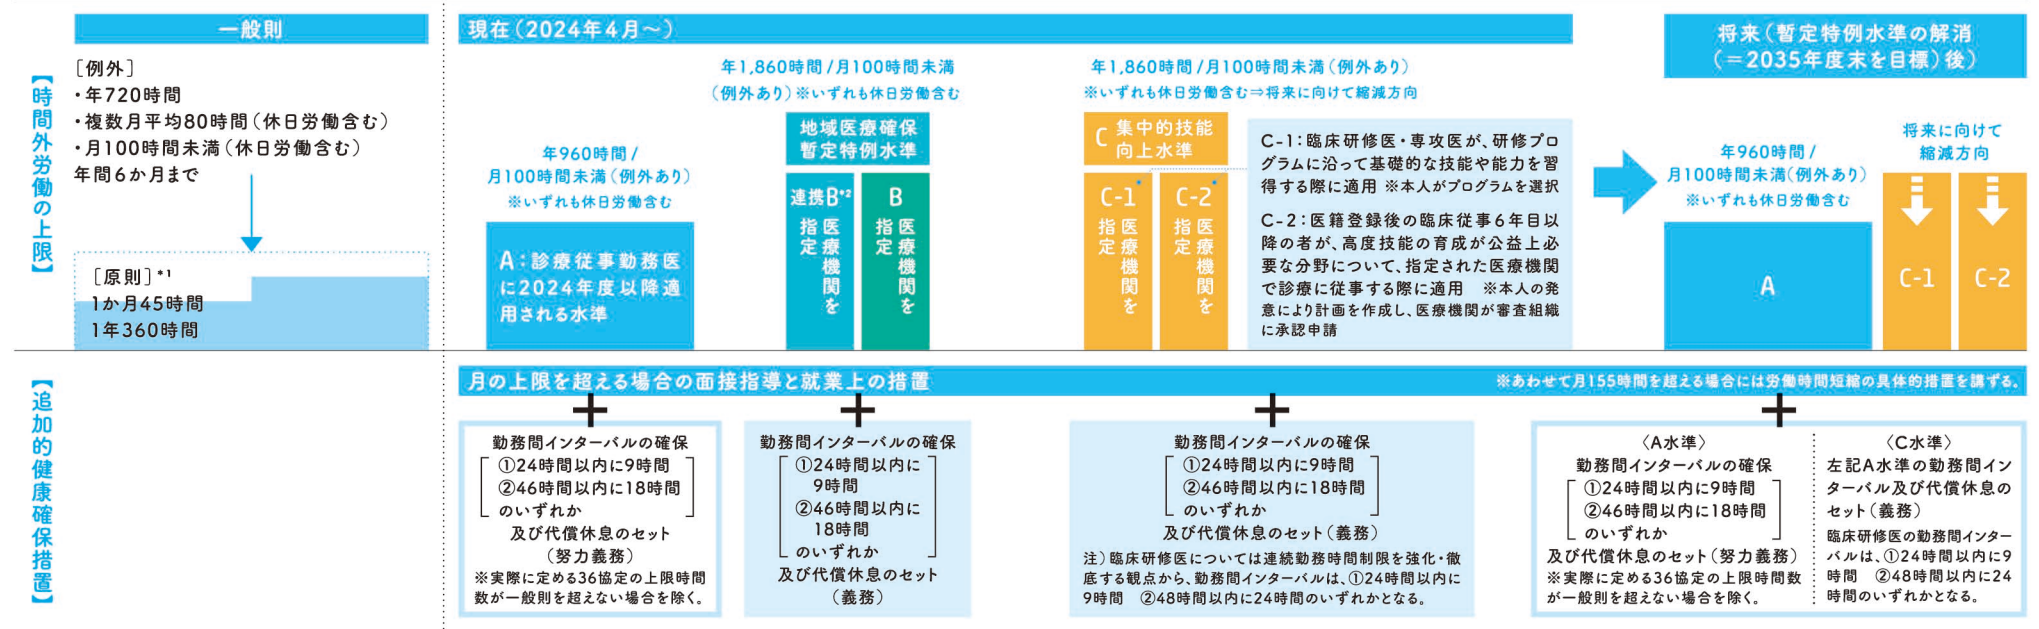 【時間外労働の上限】
一般則
［例外］
・年720時間
・複数月平均80時間（休日労働含む）
・月100時間未満（休日労働含む）
年間6か月まで
［原則］*1
1か月45時間
1年360時間
現在（2024年4月～）
年960時間/
月100時間未満（例外あり）
※いずれも休日労働含む
A：診療従事勤務医
に2024年度以降適
用される水準
年1,860時間/月100時間未満
（例外あり）※いずれも休日労働含む
地域医療確保
暫定特例水準
連携B*2
医療機関を
指定
B
医療機関を
指定
年1,860時間/月100時間未満（例外あり）
※いずれも休日労働含む⇒将来に向けて縮減方向
C 集中的技能
向上水準
C-1*
医療機関を
指定
C-2*
医療機関を
指定
C-1：臨床研修医・専攻医が、研修プロ
グラムに沿って基礎的な技能や能力を習
得する際に適用 ※本人がプログラムを選択
C-2：医籍登録後の臨床従事6年目以
降の者が、高度技能の育成が公益上必
要な分野について、指定された医療機関
で診療に従事する際に適用　※本人の発
意により計画を作成し、医療機関が審査組織
に承認申請
将来（暫定特例水準の解消
（＝2035年度末を目標）後）
年960時間/
月100時間未満（例外あり）
※いずれも休日労働含む
A
将来に向けて
縮減方向
C-1
C-2
【追加的健康確保措置】
月の上限を超える場合の面接指導と就業上の措置
※あわせて月155時間を超える場合には労働時間短縮の具体的措置を講ずる。
＋
勤務間インターバルの確保
①24時間以内に9時間
②46時間以内に18時間
のいずれか
及び代償休息のセット
（努力義務）
※実際に定める36協定の上限時間
数が一般則を超えない場合を除く。
＋
勤務間インターバルの確保
①24時間以内に
9時間
②46時間以内に
18時間
のいずれか
及び代償休息のセット
（義務）
＋
勤務間インターバルの確保
①24時間以内に9時間
②46時間以内に18時間
のいずれか
及び代償休息のセット（義務）
注）臨床研修医については連続勤務時間制限を強化・徹
底する観点から、勤務間インターバルは、①24時間以内に
9時間　②48時間以内に24時間のいずれかとなる。
＋
〈A水準〉
勤務間インターバルの確保
①24時間以内に9時間
②46時間以内に18時間
のいずれか
及び代償休息のセット（努力義務）
※実際に定める36協定の上限時間数
が一般則を超えない場合を除く。
〈C水準〉
左記A水準の勤務間イン
ターバル及び代償休息の
セット（義務）
臨床研修医の勤務間インター
バルは、①24時間以内に9
時間　②48時間以内に24
時間のいずれかとなる。